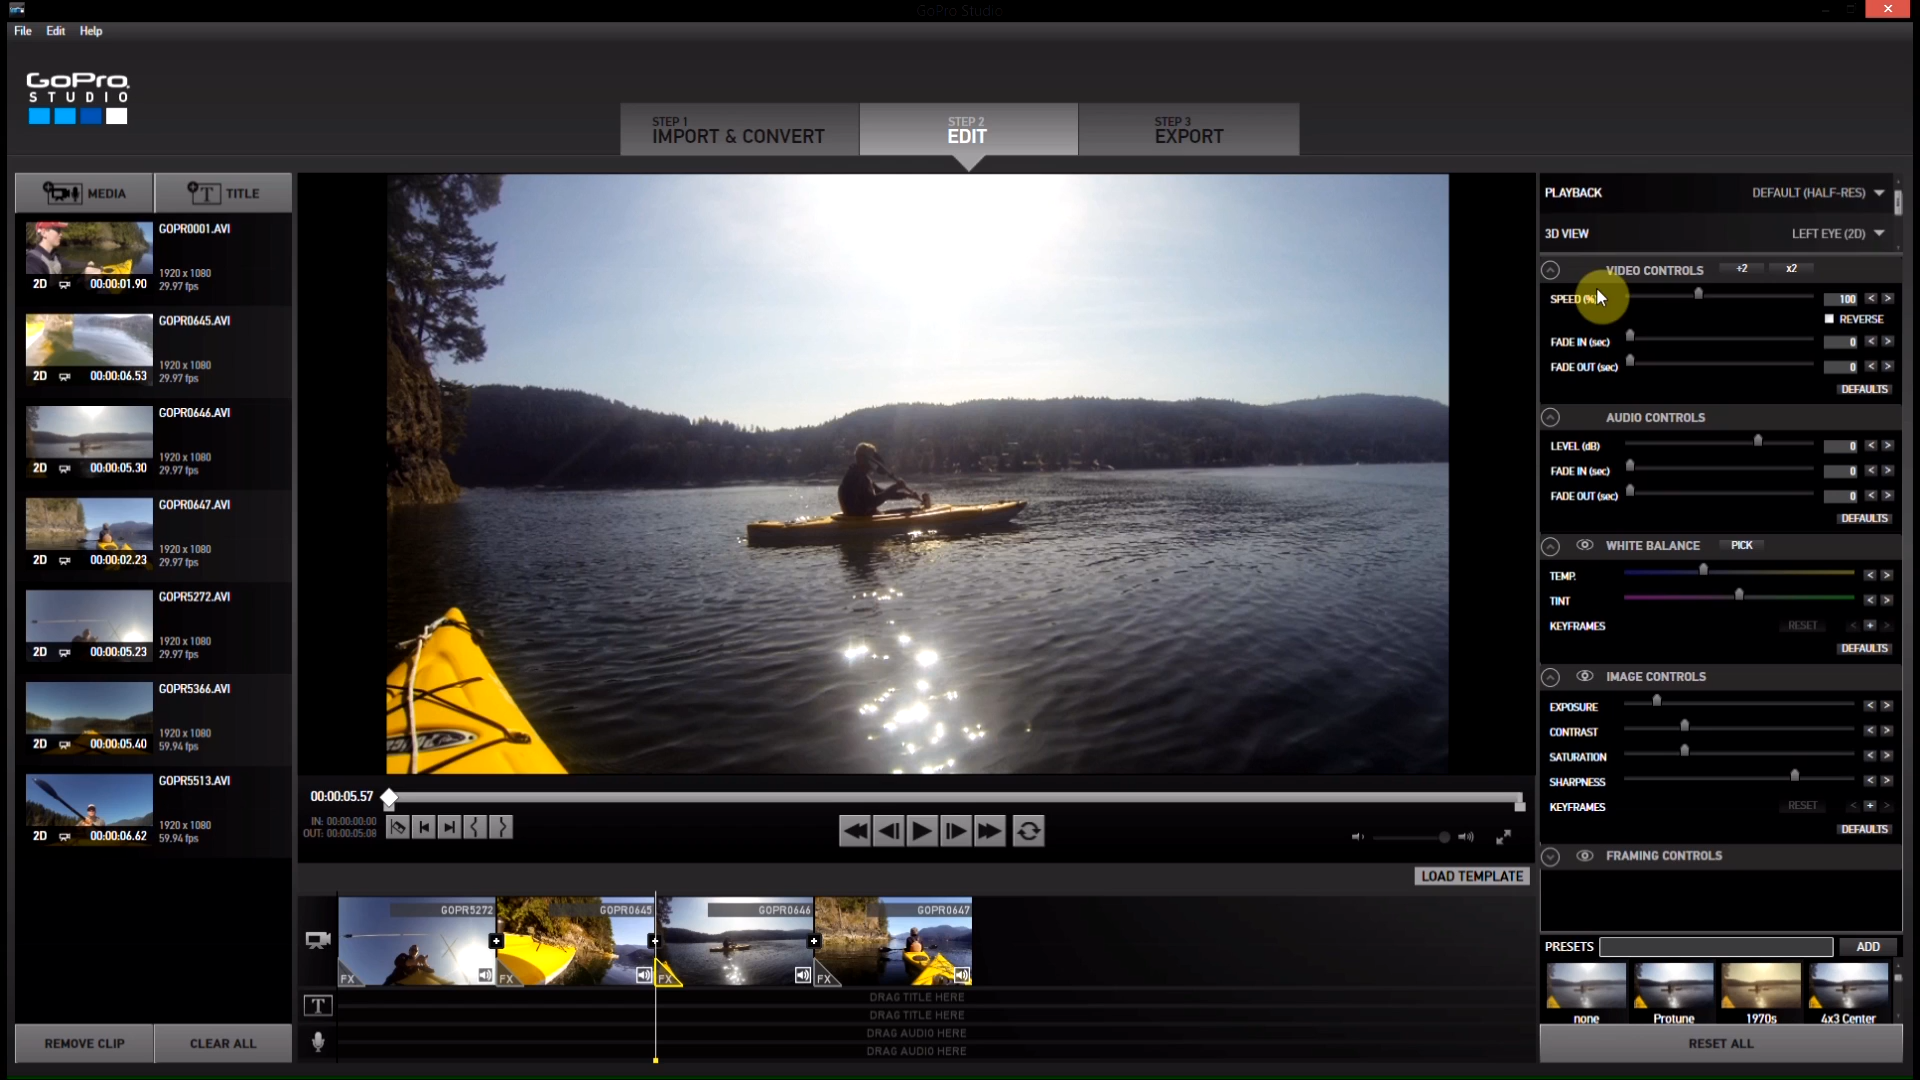 GoPro Studio
File Edit Help
GoPro
STUDIO
STEP 1
IMPORT & CONVERT
STEP 2
EDIT
STEP 3
EXPORT
MEDIA
TITLE
GOPR0001.AVI
1920 x 1080
2D 00:00:01.90 29.97 fps
GOPR0645.AVI
1920 x 1080
2D 00:00:06.53 29.97 fps
GOPR0646.AVI
1920 x 1080
2D 00:00:05.30 29.97 fps
GOPR0647.AVI
1920 x 1080
2D 00:00:02.23 29.97 fps
GOPR5272.AVI
1920 x 1080
2D 00:00:05.23 29.97 fps
GOPR5366.AVI
1920 x 1080
2D 00:00:05.40 59.94 fps
GOPR5513.AVI
1920 x 1080
2D 00:00:06.62 59.94 fps
REMOVE CLIP
CLEAR ALL
00:00:05.57
IN: 00:00:00:00
OUT: 00:00:05:08
LOAD TEMPLATE
GOPR5272 GOPR0645 GOPR0646 GOPR0647
FX FX FX FX
T DRAG TITLE HERE
DRAG TITLE HERE
DRAG AUDIO HERE
DRAG AUDIO HERE
PLAYBACK DEFAULT (HALF-RES)
3D VIEW LEFT EYE (2D)
VIDEO CONTROLS ÷2 x2
SPEED (%) 100 < >
REVERSE
FADE IN (sec) 0 < >
FADE OUT (sec) 0 < >
DEFAULTS
AUDIO CONTROLS
LEVEL (dB) 0 < >
FADE IN (sec) 0 < >
FADE OUT (sec) 0 < >
DEFAULTS
WHITE BALANCE PICK
TEMP. < >
TINT < >
KEYFRAMES RESET < + >
DEFAULTS
IMAGE CONTROLS
EXPOSURE < >
CONTRAST < >
SATURATION < >
SHARPNESS < >
KEYFRAMES RESET < + >
DEFAULTS
FRAMING CONTROLS
PRESETS ADD
none Protune 1970s 4x3 Center
RESET ALL